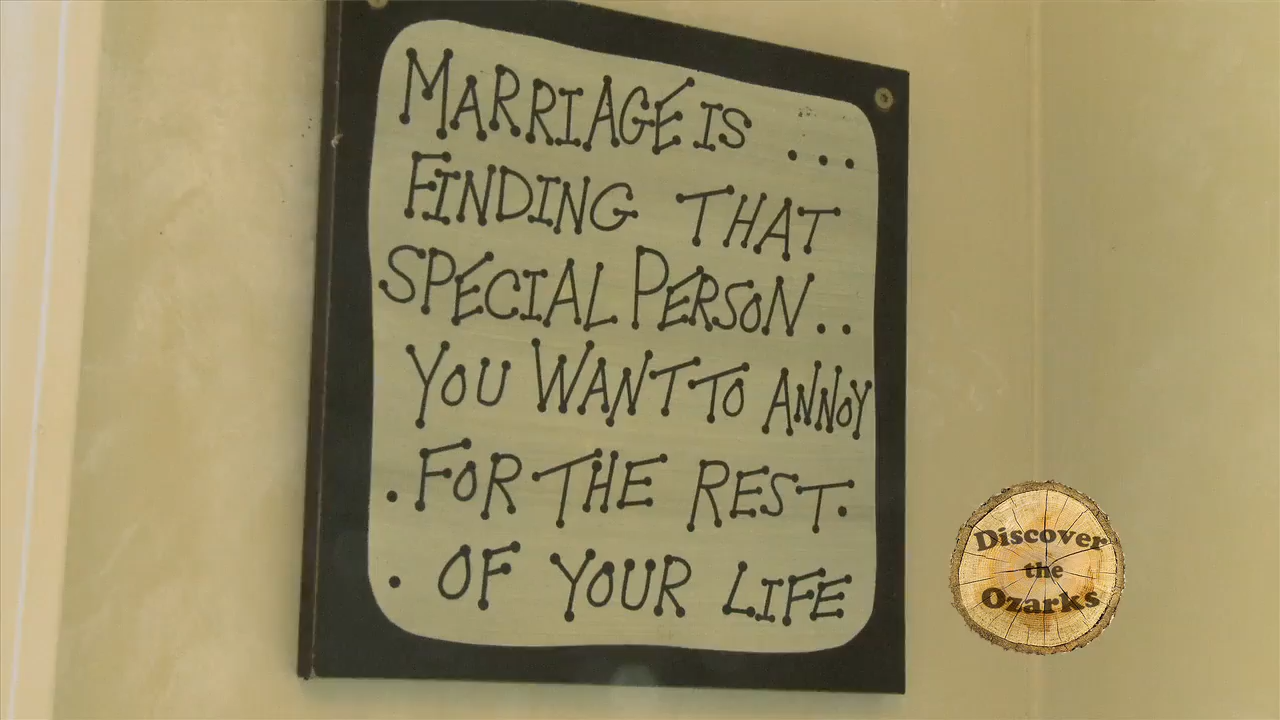 MARRIAGE IS ...
FINDING THAT
SPECIAL PERSON..
YOU WANT TO ANNOY
.FOR THE REST.
. OF YOUR LIFE
Discover
the
Ozarks